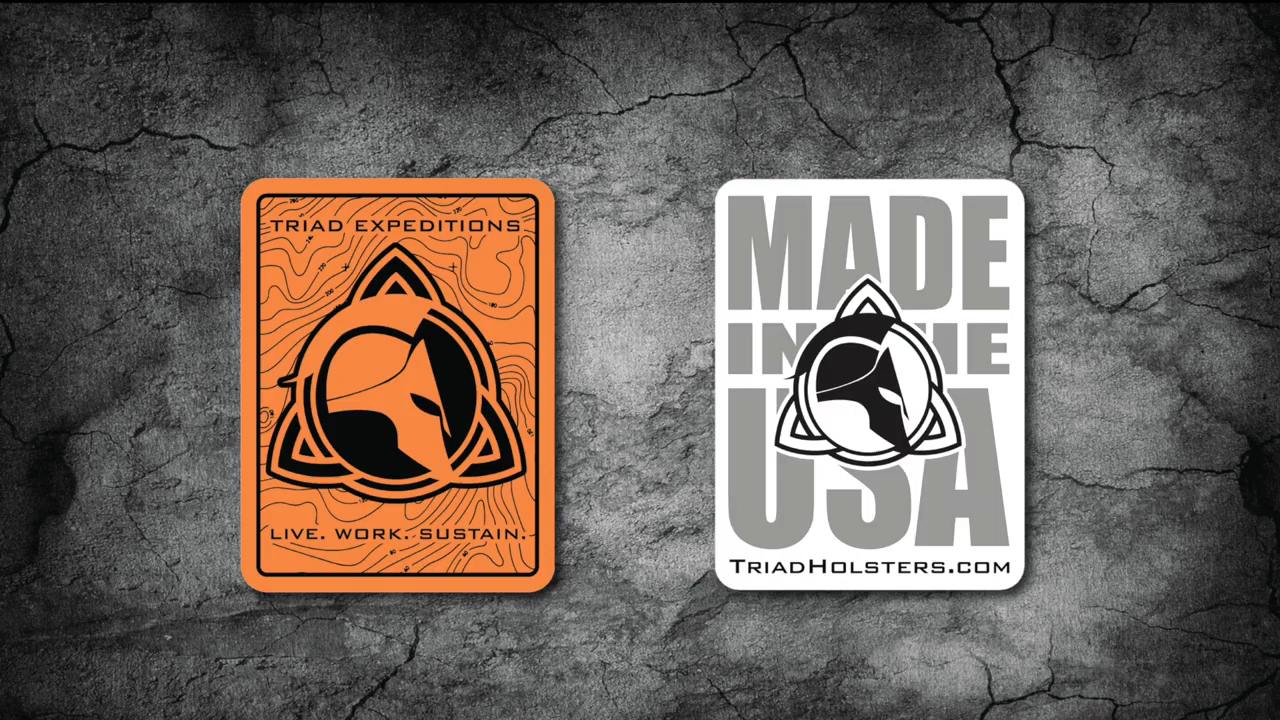 TRIAD EXPEDITIONS
LIVE. WORK. SUSTAIN.
MADE
IN THE
USA
TRIADHOLSTERS.COM